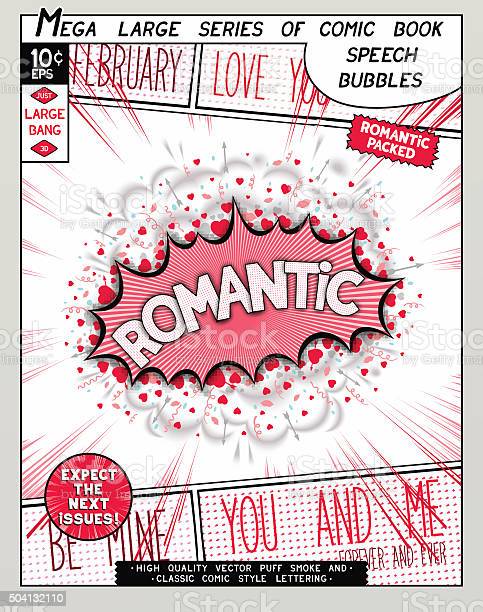 MEGA LARGE SERIES OF COMIC BOOK
SPEECH
BUBBLES
10¢
EPS
JUST
LARGE
BANG
3D
FEBRUARY
LOVE YOU
ROMANTiC
PACKED
ROMANTiC
EXPECT
THE
NEXT
iSSUES!
BE MINE
YOU AND ME
FOREVER AND EVER
• HIGH QUALITY VECTOR PUFF SMOKE AND •
• CLASSIC COMIC STYLE LETTERING •
iStock
Credit: Getty Images
504132110